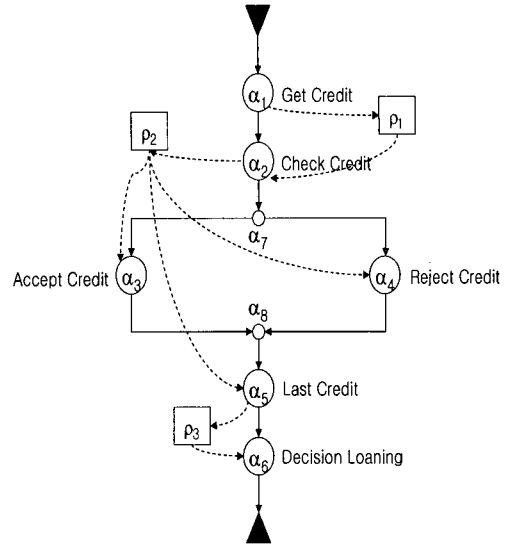 α1 Get Credit
ρ1
ρ2
α2 Check Credit
α7
Accept Credit α3
α4 Reject Credit
α8
α5 Last Credit
ρ3
α6 Decision Loaning